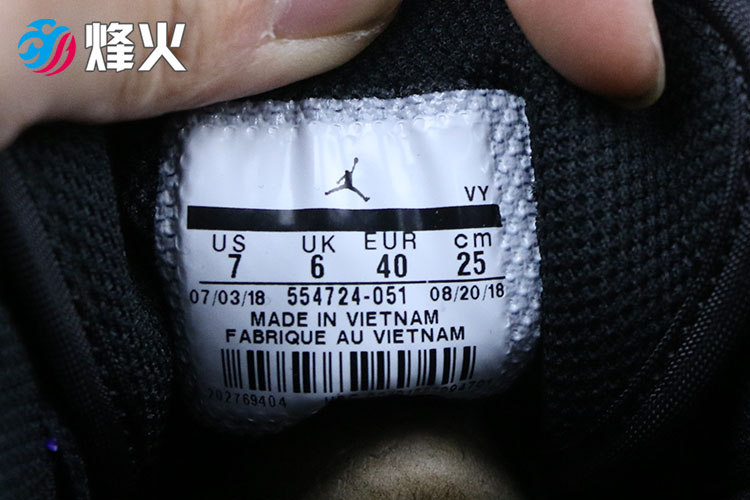 烽火
VY
US UK EUR cm
7 6 40 25
07/03/18 554724-051 08/20/18
MADE IN VIETNAM
FABRIQUE AU VIETNAM
202769404